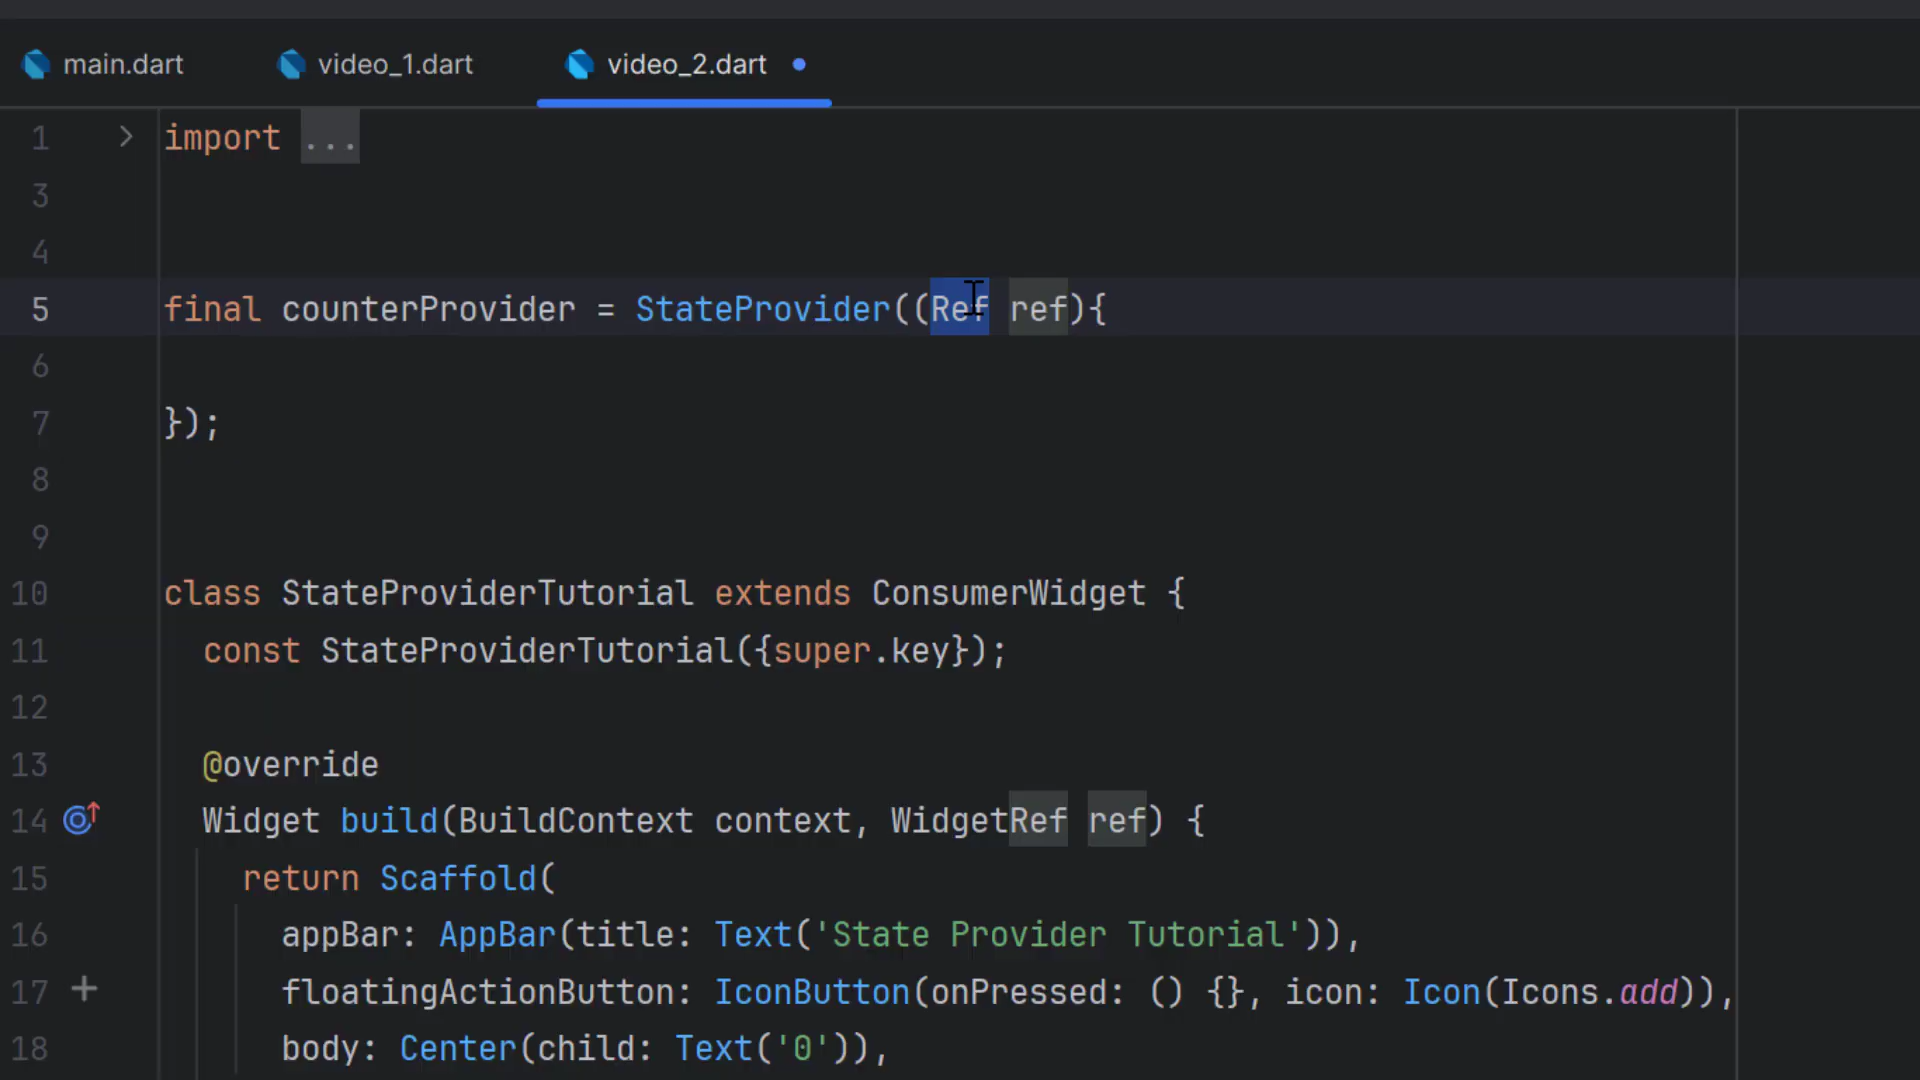 main.dart video_1.dart video_2.dart
1 import ...
3
4
5 final counterProvider = StateProvider((Ref ref){
6
7 });
8
9
10 class StateProviderTutorial extends ConsumerWidget {
11 const StateProviderTutorial({super.key});
12
13 @override
14 Widget build(BuildContext context, WidgetRef ref) {
15 return Scaffold(
16 appBar: AppBar(title: Text('State Provider Tutorial')),
17 floatingActionButton: IconButton(onPressed: () {}, icon: Icon(Icons.add)),
18 body: Center(child: Text('0')),